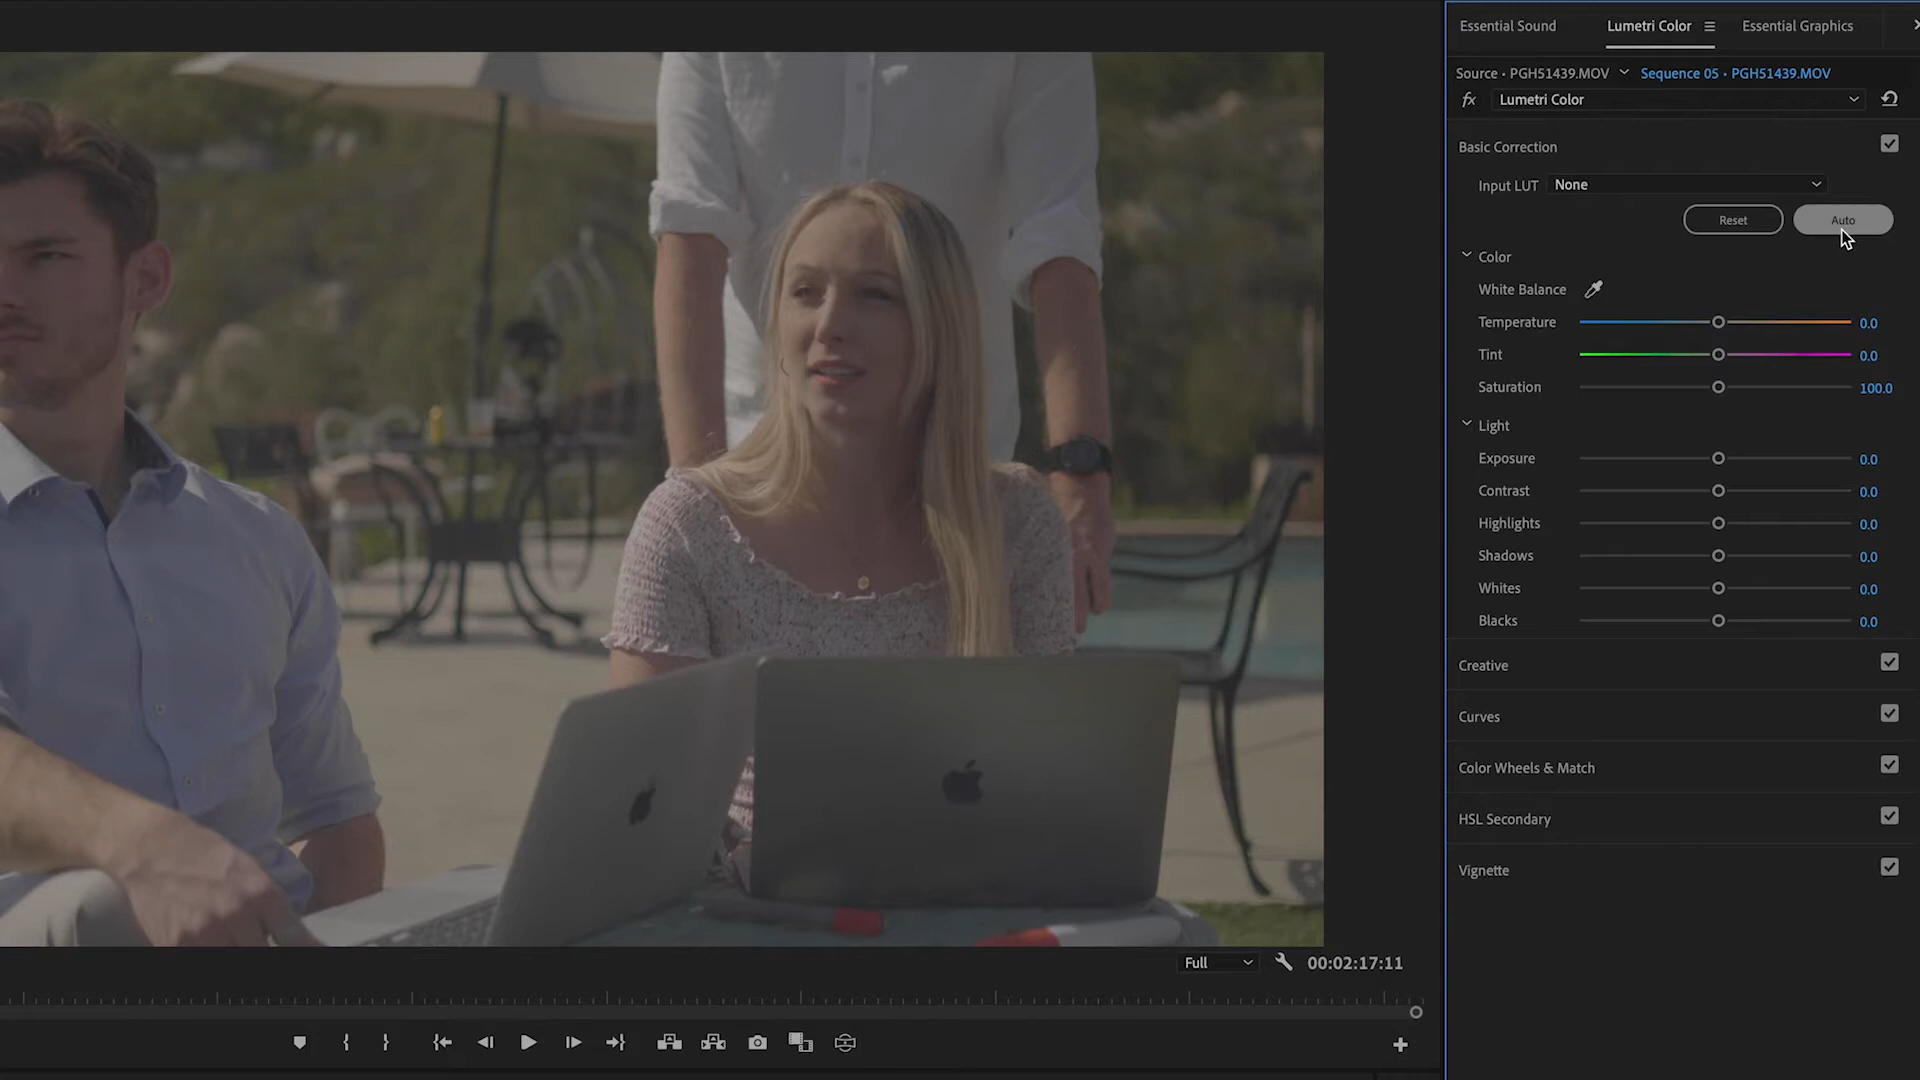 Essential Sound
Lumetri Color
Essential Graphics
Source • PGH51439.MOV
Sequence 05 • PGH51439.MOV
fx
Lumetri Color
Basic Correction
Input LUT
None
Reset
Auto
Color
White Balance
Temperature 0.0
Tint 0.0
Saturation 100.0
Light
Exposure 0.0
Contrast 0.0
Highlights 0.0
Shadows 0.0
Whites 0.0
Blacks 0.0
Creative
Curves
Color Wheels & Match
HSL Secondary
Vignette
Full
00:02:17:11